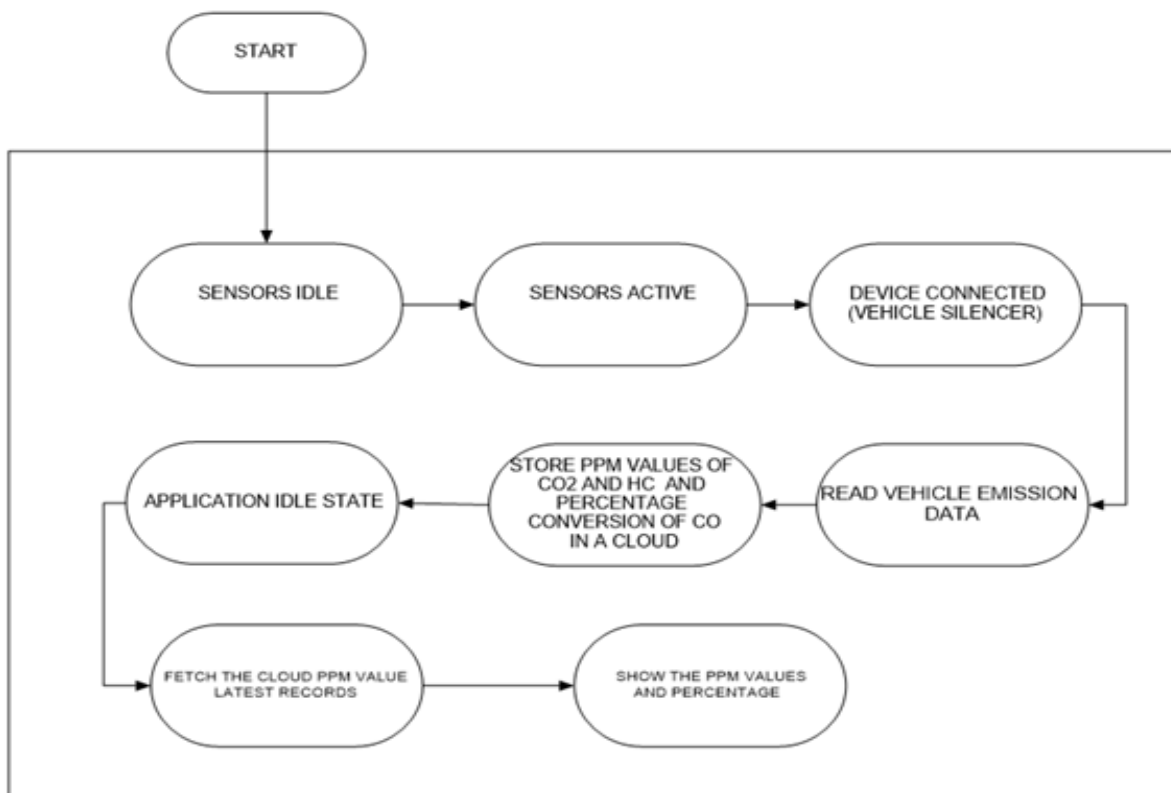 START
SENSORS IDLE
SENSORS ACTIVE
DEVICE CONNECTED
(VEHICLE SILENCER)
READ VEHICLE EMISSION
DATA
STORE PPM VALUES OF
CO2 AND HC AND
PERCENTAGE
CONVERSION OF CO
IN A CLOUD
APPLICATION IDLE STATE
FETCH THE CLOUD PPM VALUE
LATEST RECORDS
SHOW THE PPM VALUES
AND PERCENTAGE